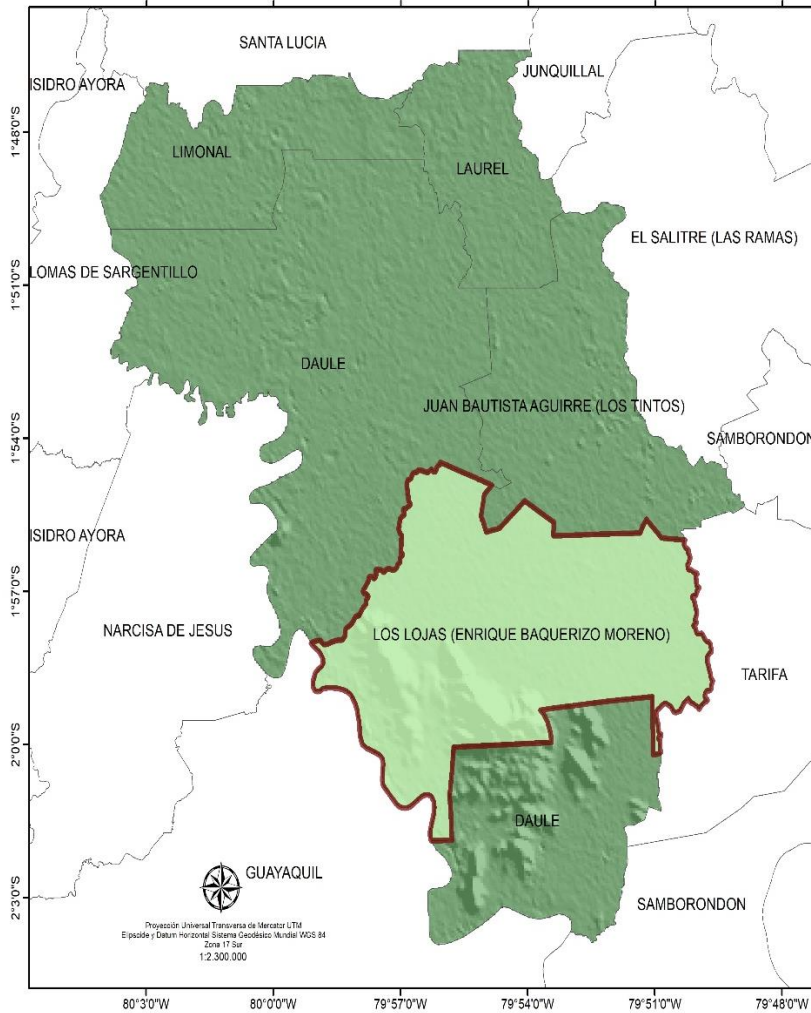 SANTA LUCIA
JUNQUILLAL
ISIDRO AYORA
1°48'0"S
LIMONAL
LAUREL
EL SALITRE (LAS RAMAS)
LOMAS DE SARGENTILLO
1°51'0"S
DAULE
JUAN BAUTISTA AGUIRRE (LOS TINTOS)
1°54'0"S
SAMBORONDON
ISIDRO AYORA
1°57'0"S
NARCISA DE JESUS
LOS LOJAS (ENRIQUE BAQUERIZO MORENO)
TARIFA
2°0'0"S
DAULE
GUAYAQUIL
2°3'0"S
SAMBORONDON
Proyección Universal Transversa de Mercator UTM
Elipsoide y Datum Horizontal Sistema Geodésico Mundial WGS 84
Zona 17 Sur
1:2.300.000
80°3'0"W
80°0'0"W
79°57'0"W
79°54'0"W
79°51'0"W
79°48'0"W